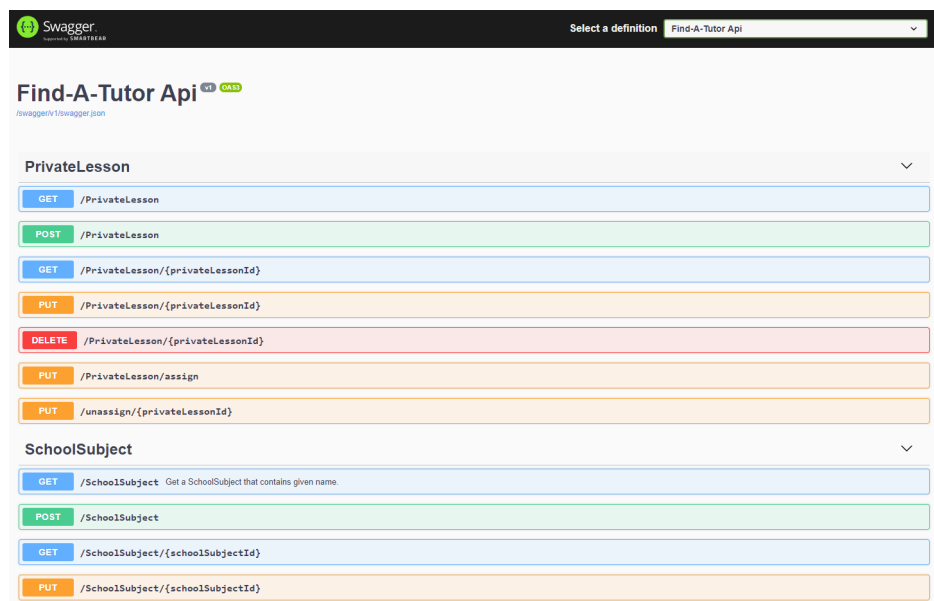 Swagger.
Supported by SMARTBEAR
Select a definition
Find-A-Tutor Api
Find-A-Tutor Api v1 OAS3
/swagger/v1/swagger.json
PrivateLesson
GET /PrivateLesson
POST /PrivateLesson
GET /PrivateLesson/{privateLessonId}
PUT /PrivateLesson/{privateLessonId}
DELETE /PrivateLesson/{privateLessonId}
PUT /PrivateLesson/assign
PUT /unassign/{privateLessonId}
SchoolSubject
GET /SchoolSubject Get a SchoolSubject that contains given name.
POST /SchoolSubject
GET /SchoolSubject/{schoolSubjectId}
PUT /SchoolSubject/{schoolSubjectId}